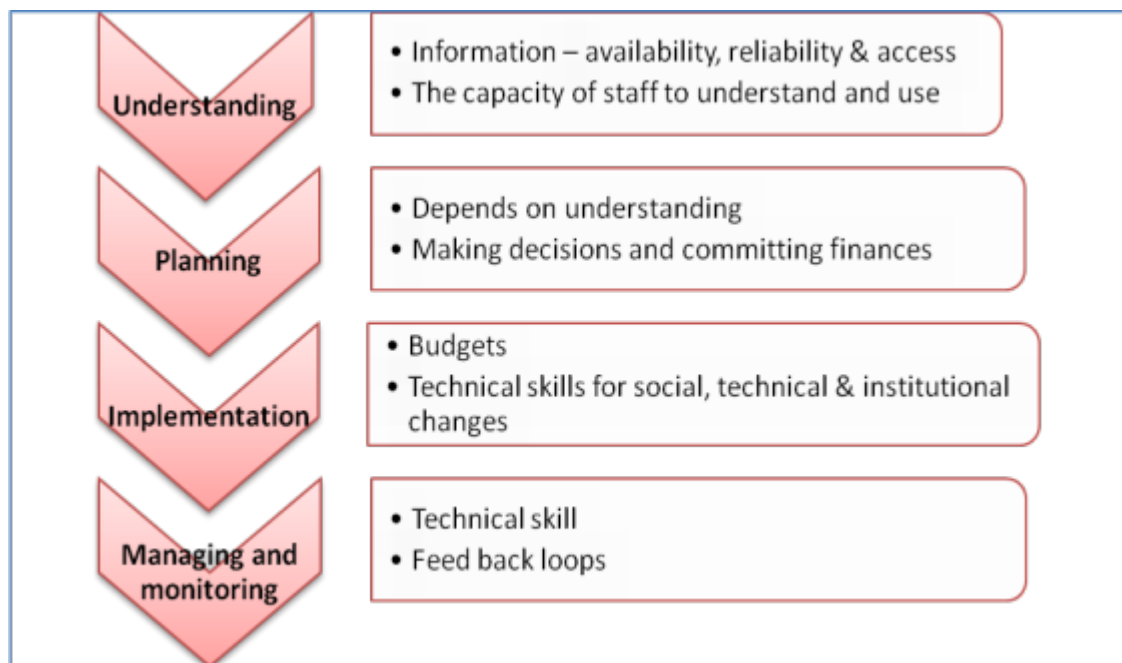 Understanding
• Information – availability, reliability & access
• The capacity of staff to understand and use
Planning
• Depends on understanding
• Making decisions and committing finances
Implementation
• Budgets
• Technical skills for social, technical & institutional
changes
Managing and
monitoring
• Technical skill
• Feed back loops